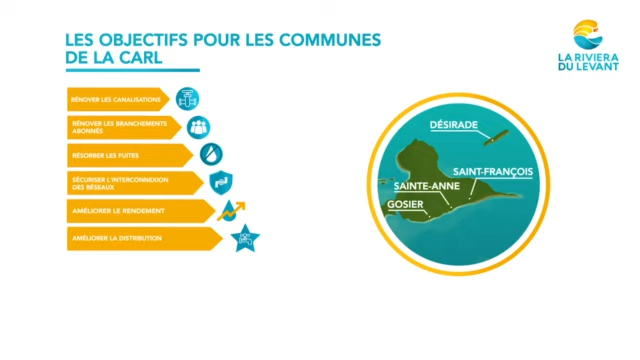 LES OBJECTIFS POUR LES COMMUNES
DE LA CARL
LA RIVIERA
DU LEVANT
RÉNOVER LES CANALISATIONS
RÉNOVER LES BRANCHEMENTS
ABONNÉS
RÉSORBER LES FUITES
SÉCURISER L'INTERCONNEXION
DES RÉSEAUX
AMÉLIORER LE RENDEMENT
AMÉLIORER LA DISTRIBUTION
DÉSIRADE
SAINT-FRANÇOIS
SAINTE-ANNE
GOSIER